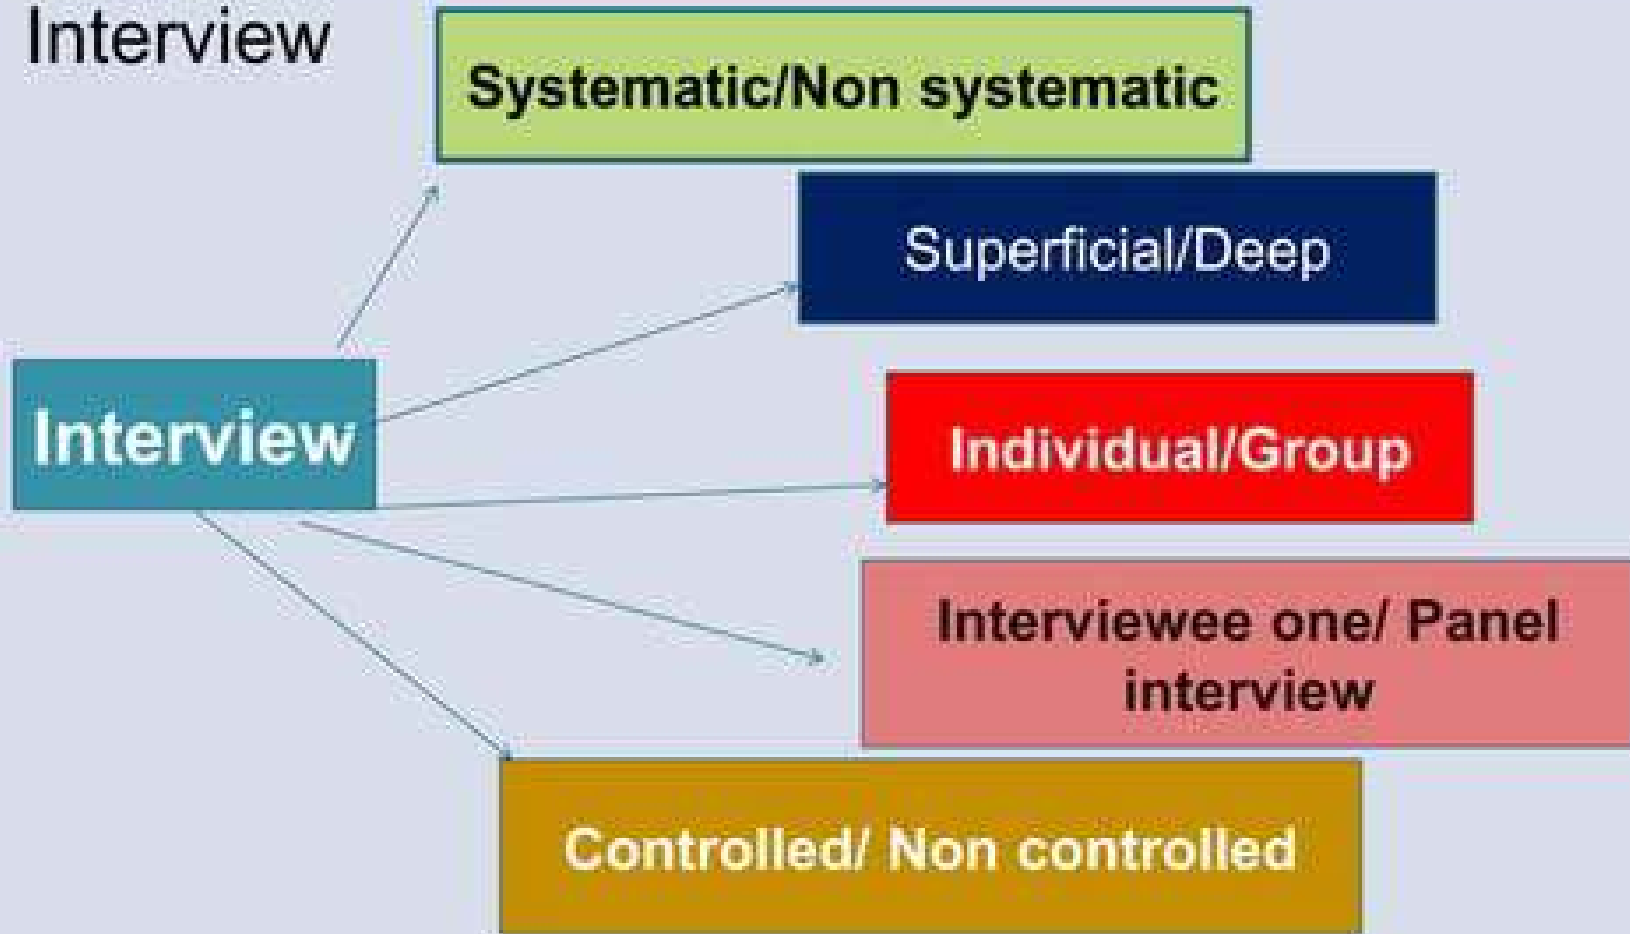 Interview
Systematic/Non systematic
Superficial/Deep
Interview
Individual/Group
Interviewee one/ Panel
interview
Controlled/ Non controlled